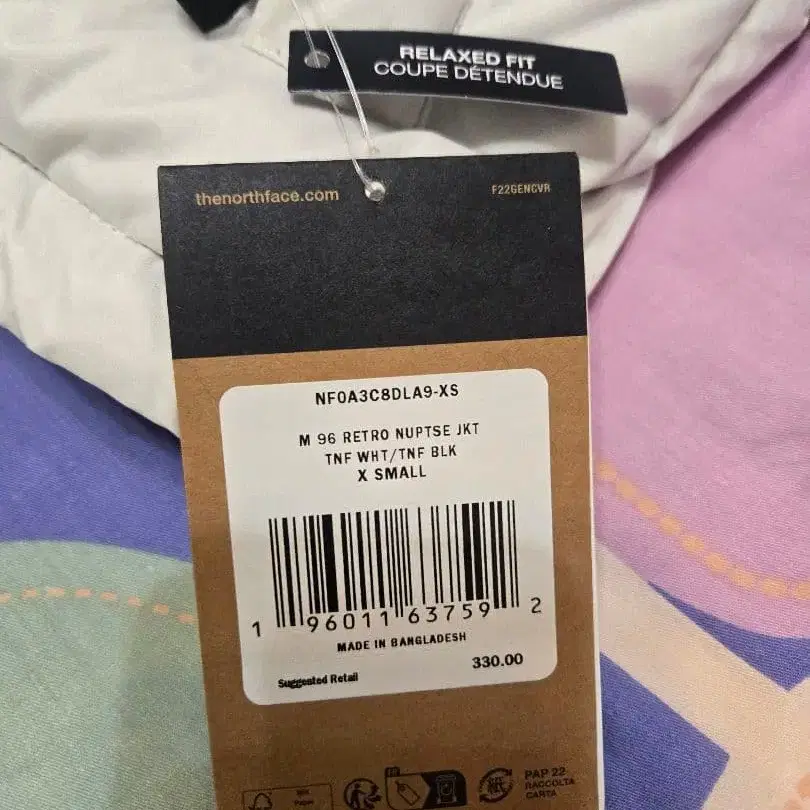 RELAXED FIT
COUPE DÉTENDUE
thenorthface.com
F22GENCVR
NF0A3C8DLA9-XS
M 96 RETRO NUPTSE JKT
TNF WHT/TNF BLK
X SMALL
1 96011 63759 2
MADE IN BANGLADESH
Suggested Retail 330.00
PAP 22
RACCOLTA
CARTA